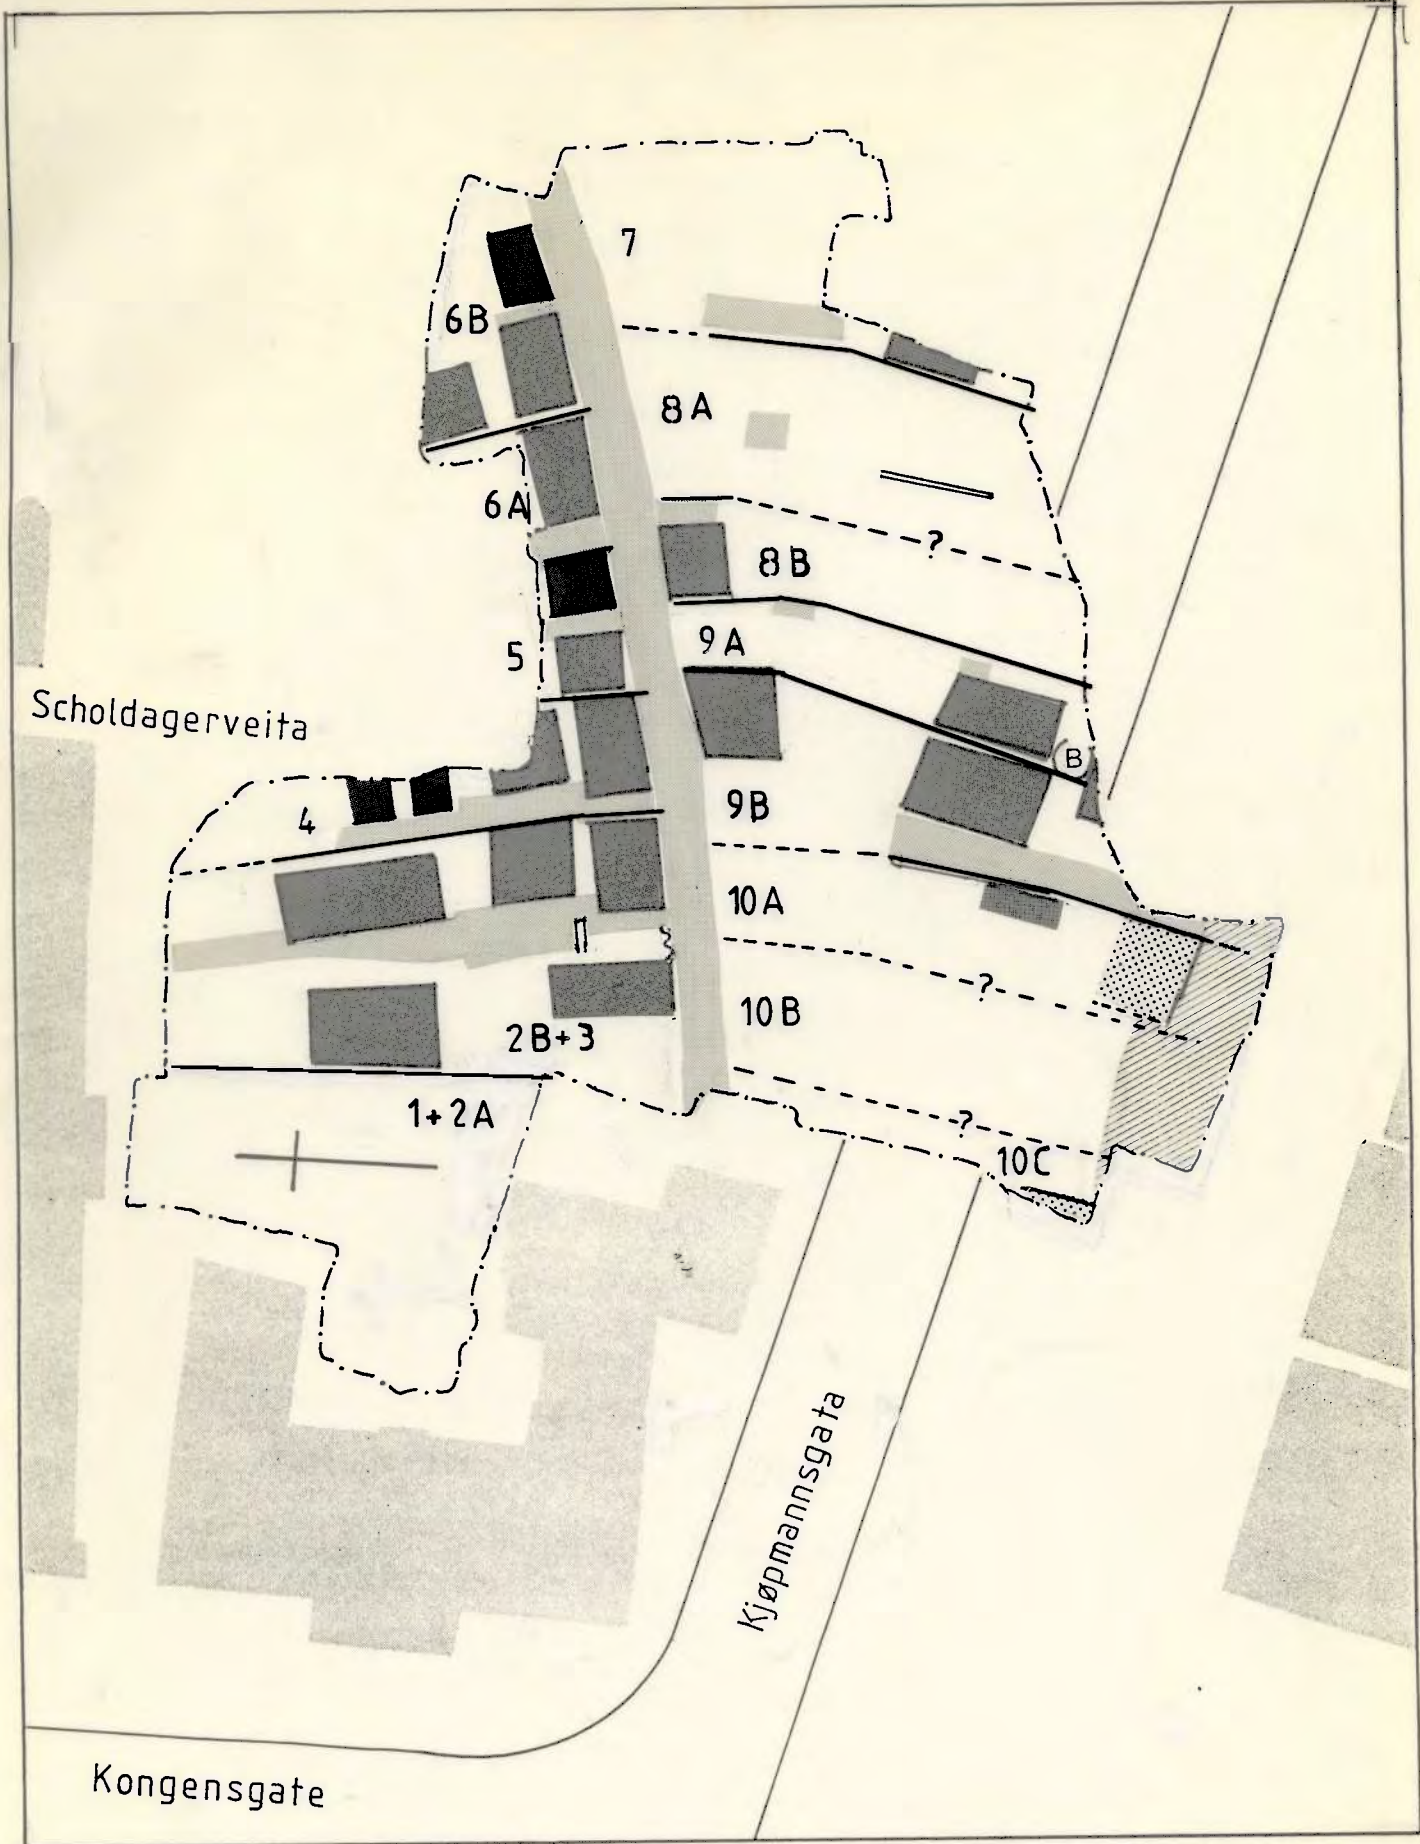 7
6B
8A
6A
?
8B
9A
5
Scholdagerveita
B
9B
4
10A
?
10B
2B+3
1+2A
?
10C
Kjøpmannsgata
Kongensgate